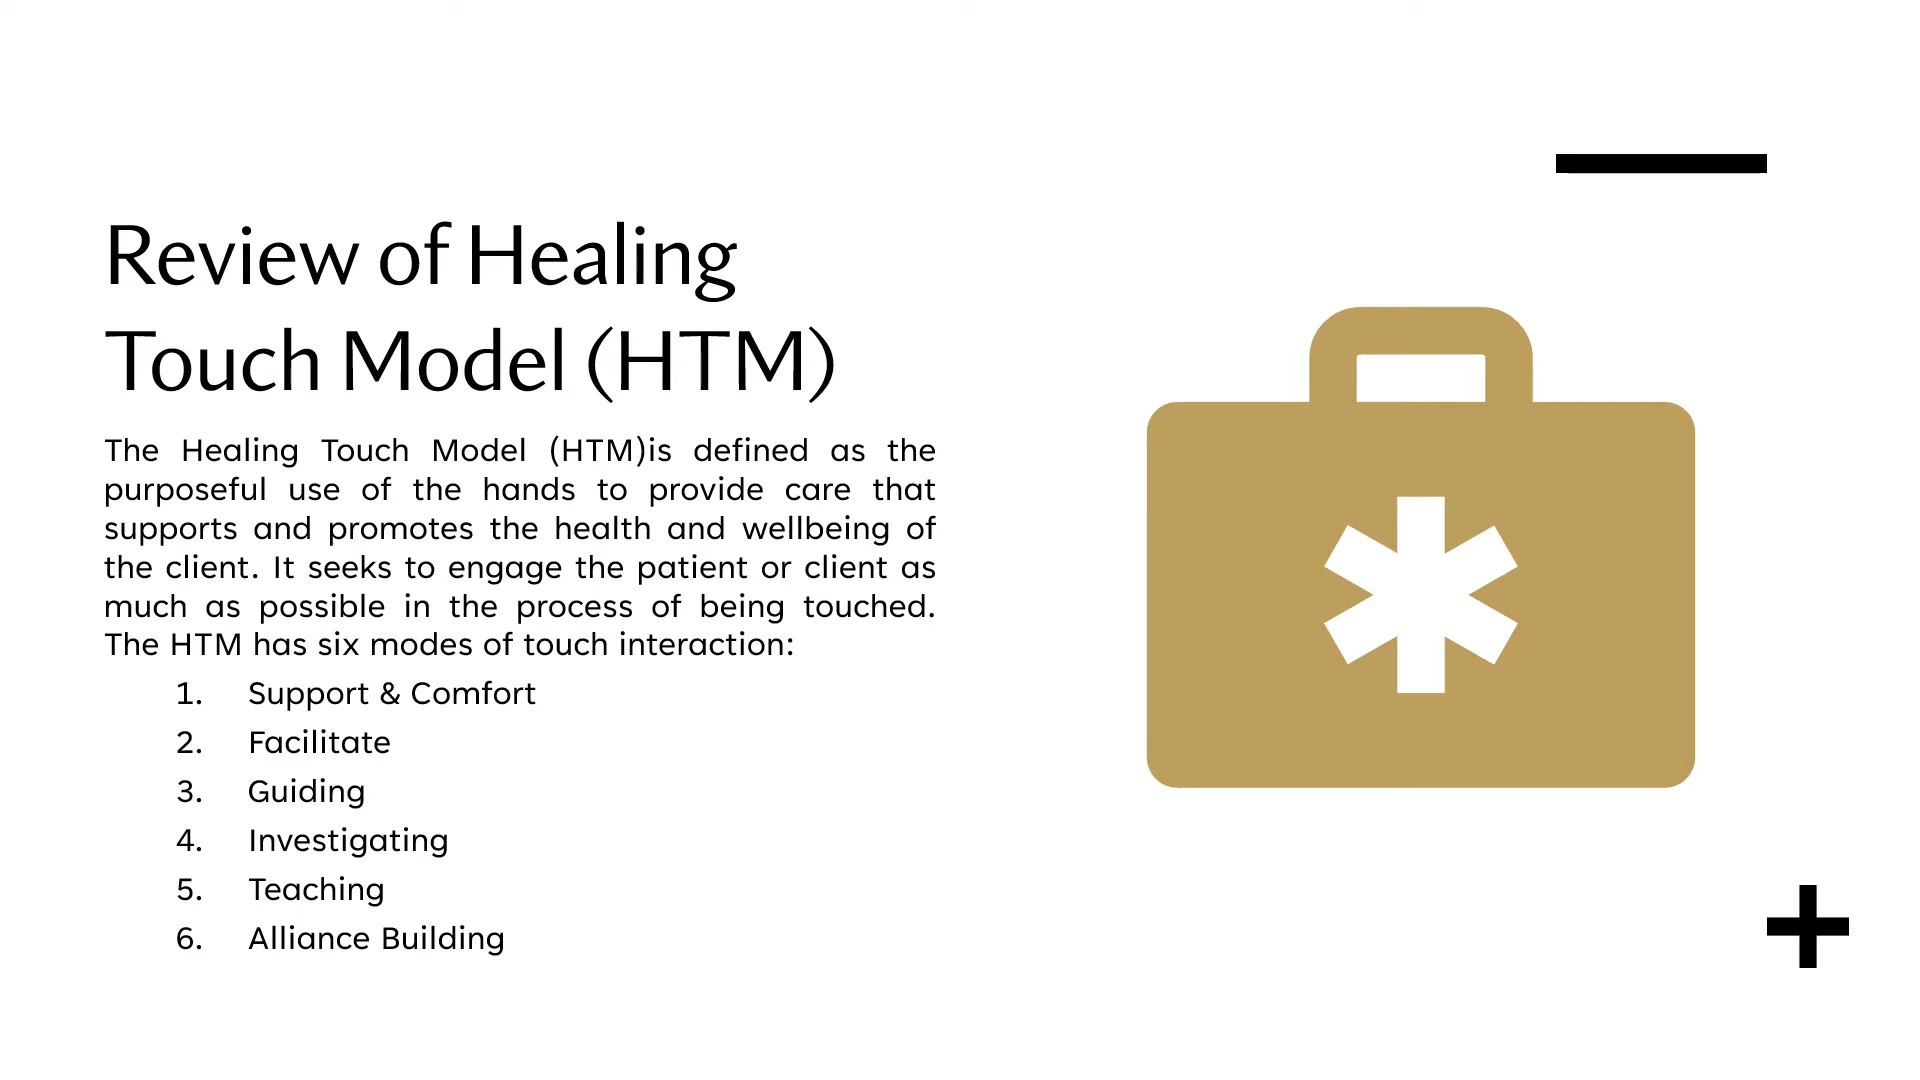 Review of Healing
Touch Model (HTM)
The Healing Touch Model (HTM)is defined as the
purposeful use of the hands to provide care that
supports and promotes the health and wellbeing of
the client. It seeks to engage the patient or client as
much as possible in the process of being touched.
The HTM has six modes of touch interaction:
1. Support & Comfort
2. Facilitate
3. Guiding
4. Investigating
5. Teaching
6. Alliance Building